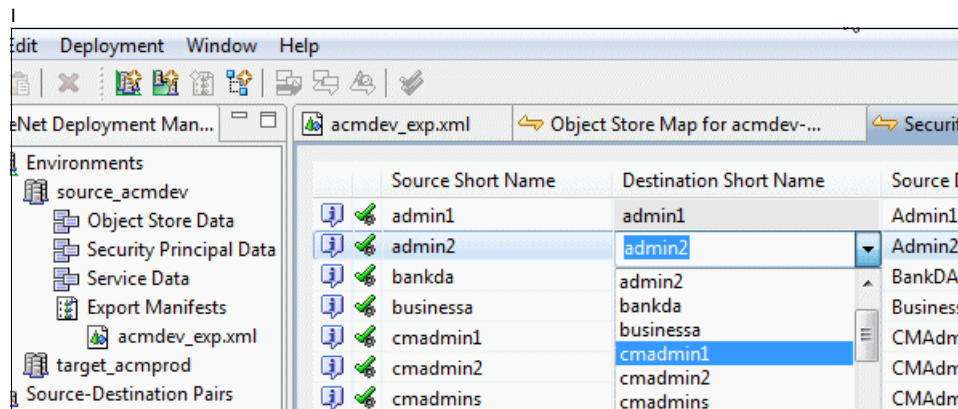 Edit Deployment Window Help
eNet Deployment Man...
acmdev_exp.xml
Object Store Map for acmdev-...
Securit
Environments
source_acmdev
Object Store Data
Security Principal Data
Service Data
Export Manifests
acmdev_exp.xml
target_acmprod
Source-Destination Pairs
Source Short Name Destination Short Name Source D
admin1 admin1 Admin1
admin2 admin2 Admin2
bankda BankDA
businessa Business
cmadmin1 CMAdm
cmadmin2 CMAdm
cmadmins CMAdm
admin2
bankda
businessa
cmadmin1
cmadmin2
cmadmins